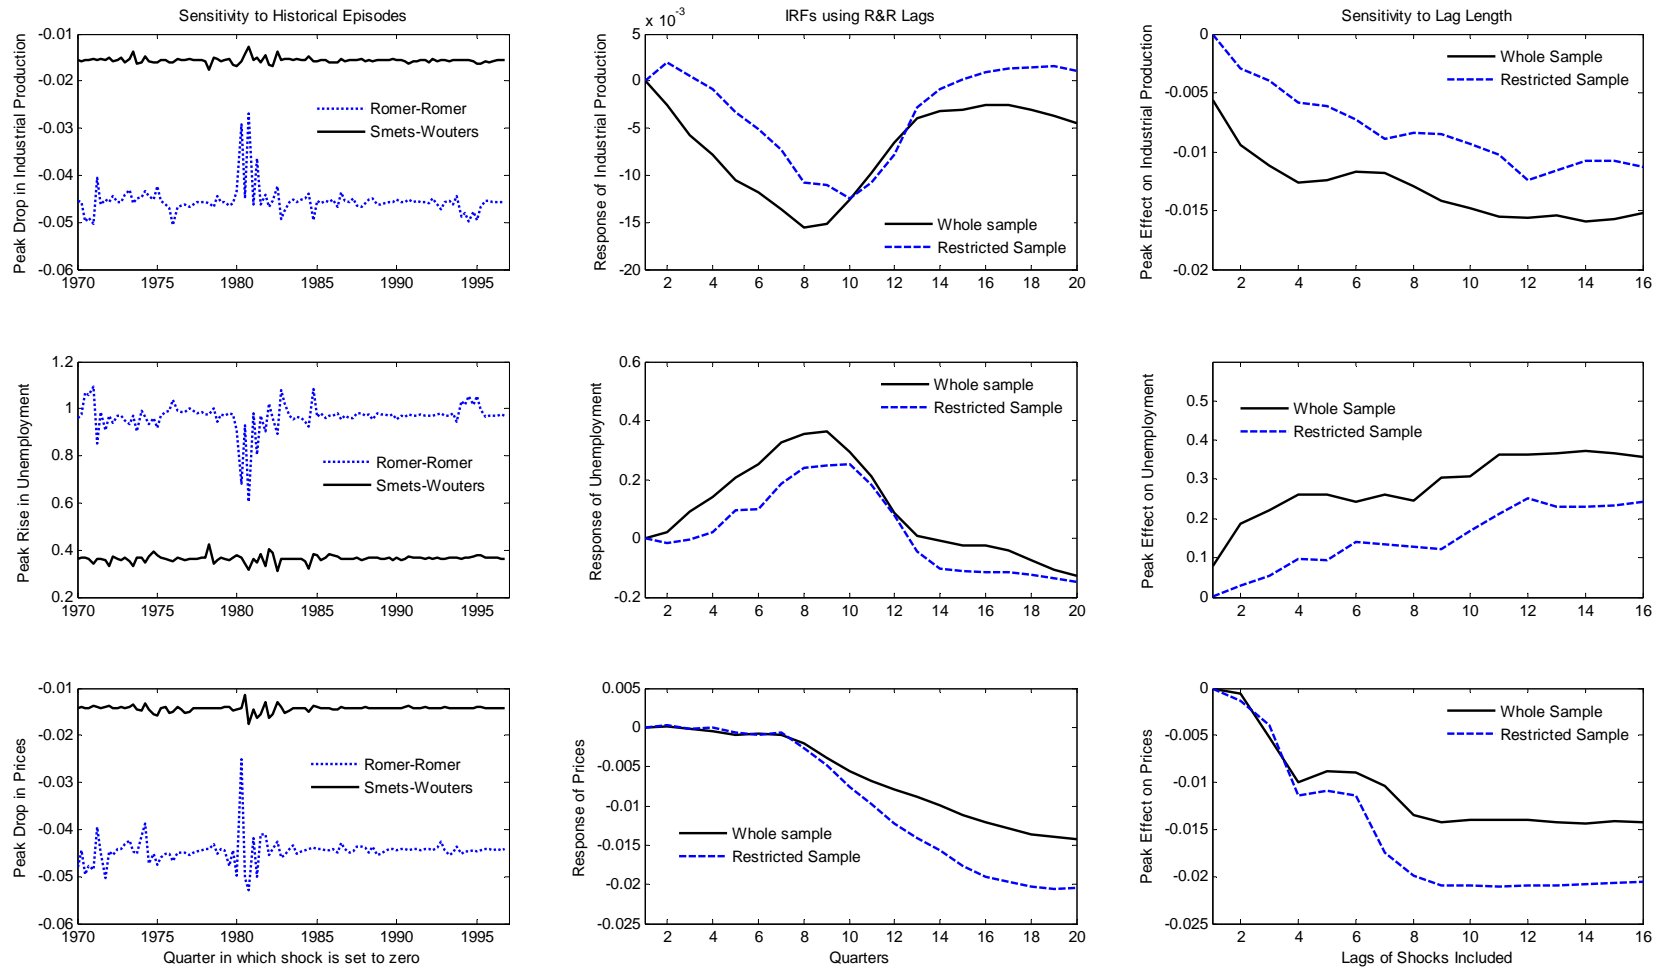 Sensitivity to Historical Episodes
Peak Drop in Industrial Production
-0.01
-0.02
-0.03
-0.04
-0.05
-0.06
Romer-Romer
Smets-Wouters
1970 1975 1980 1985 1990 1995
IRFs using R&R Lags
x 10-3
Response of Industrial Production
5
0
-5
-10
-15
-20
Whole sample
Restricted Sample
2 4 6 8 10 12 14 16 18 20
Sensitivity to Lag Length
Peak Effect on Industrial Production
0
-0.005
-0.01
-0.015
-0.02
Whole Sample
Restricted Sample
2 4 6 8 10 12 14 16
Peak Rise in Unemployment
1.2
1
0.8
0.6
0.4
0.2
Romer-Romer
Smets-Wouters
1970 1975 1980 1985 1990 1995
Response of Unemployment
0.6
0.4
0.2
0
-0.2
Whole sample
Restricted Sample
2 4 6 8 10 12 14 16 18 20
Peak Effect on Unemployment
0.5
0.4
0.3
0.2
0.1
0
Whole Sample
Restricted Sample
2 4 6 8 10 12 14 16
Peak Drop in Prices
-0.01
-0.02
-0.03
-0.04
-0.05
-0.06
Romer-Romer
Smets-Wouters
1970 1975 1980 1985 1990 1995
Quarter in which shock is set to zero
Response of Prices
0.005
0
-0.005
-0.01
-0.015
-0.02
-0.025
Whole sample
Restricted Sample
2 4 6 8 10 12 14 16 18 20
Quarters
Peak Effect on Prices
0
-0.005
-0.01
-0.015
-0.02
-0.025
Whole Sample
Restricted Sample
2 4 6 8 10 12 14 16
Lags of Shocks Included